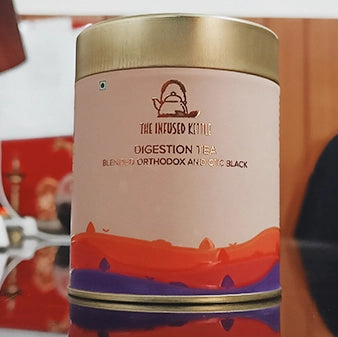 THE INFUSED KETTLE
DIGESTION TEA
BLENDED ORTHODOX AND CTC BLACK